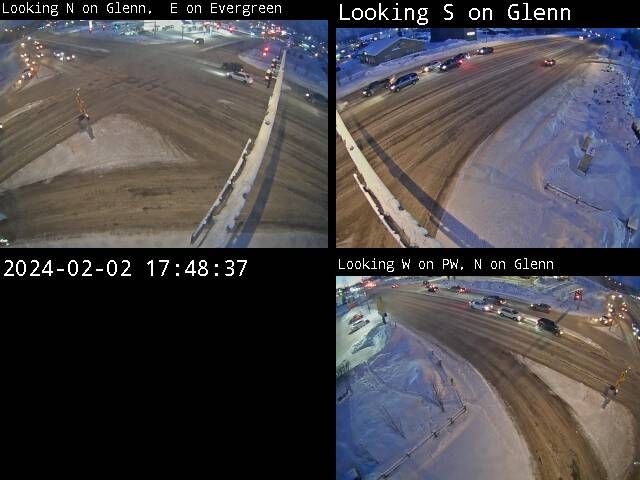 Looking N on Glenn,  E on Evergreen
Looking S on Glenn
2024-02-02 17:48:37
Looking W on PW, N on Glenn